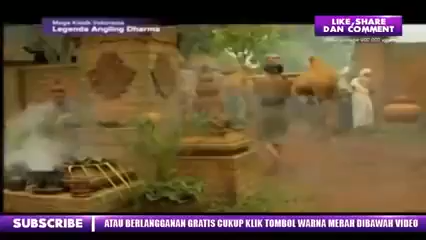 Mega Klasik Indonesia
Legenda Angling Dharma
LIKE,SHARE
DAN COMMENT
SUBSCRIBE
ATAU BERLANGGANAN GRATIS CUKUP KLIK TOMBOL WARNA MERAH DIBAWAH VIDEO